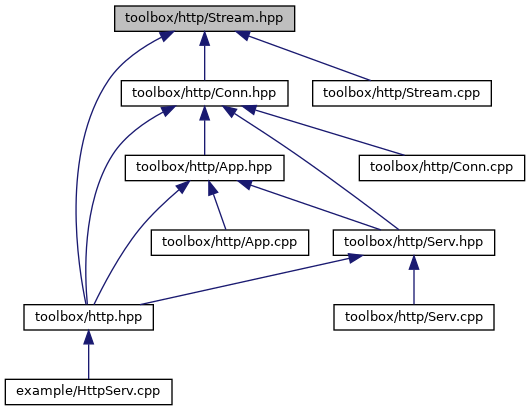 toolbox/http/Stream.hpp
toolbox/http/Conn.hpp
toolbox/http/Stream.cpp
toolbox/http/App.hpp
toolbox/http/Conn.cpp
toolbox/http/App.cpp
toolbox/http/Serv.hpp
toolbox/http.hpp
toolbox/http/Serv.cpp
example/HttpServ.cpp